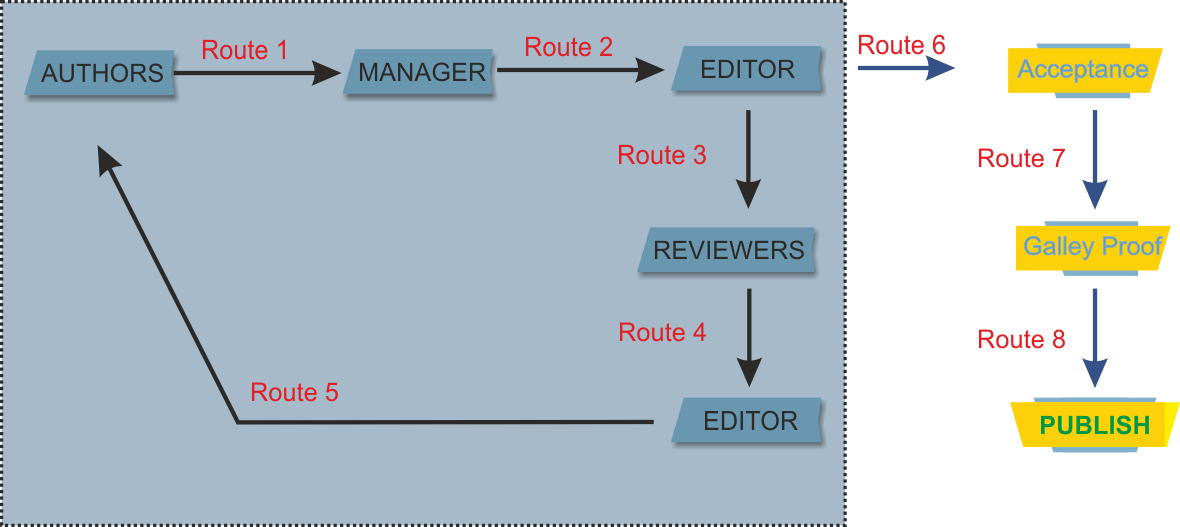 AUTHORS
Route 1
MANAGER
Route 2
EDITOR
Route 6
Acceptance
Route 3
Route 7
REVIEWERS
Galley Proof
Route 4
Route 8
Route 5
EDITOR
PUBLISH